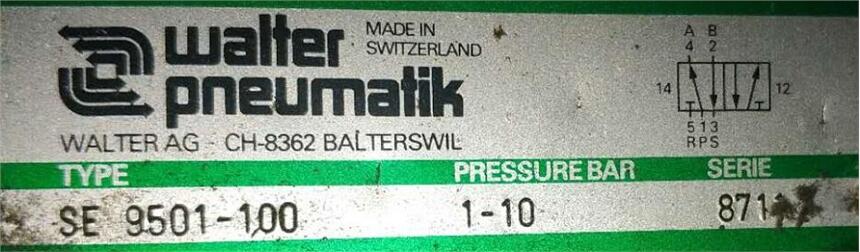 walter
pneumatik
MADE IN
SWITZERLAND
WALTER AG - CH-8362 BALTERSWIL
A B
4 2
14 12
5 1 3
R P S
TYPE PRESSURE BAR SERIE
SE 9501-100 1-10